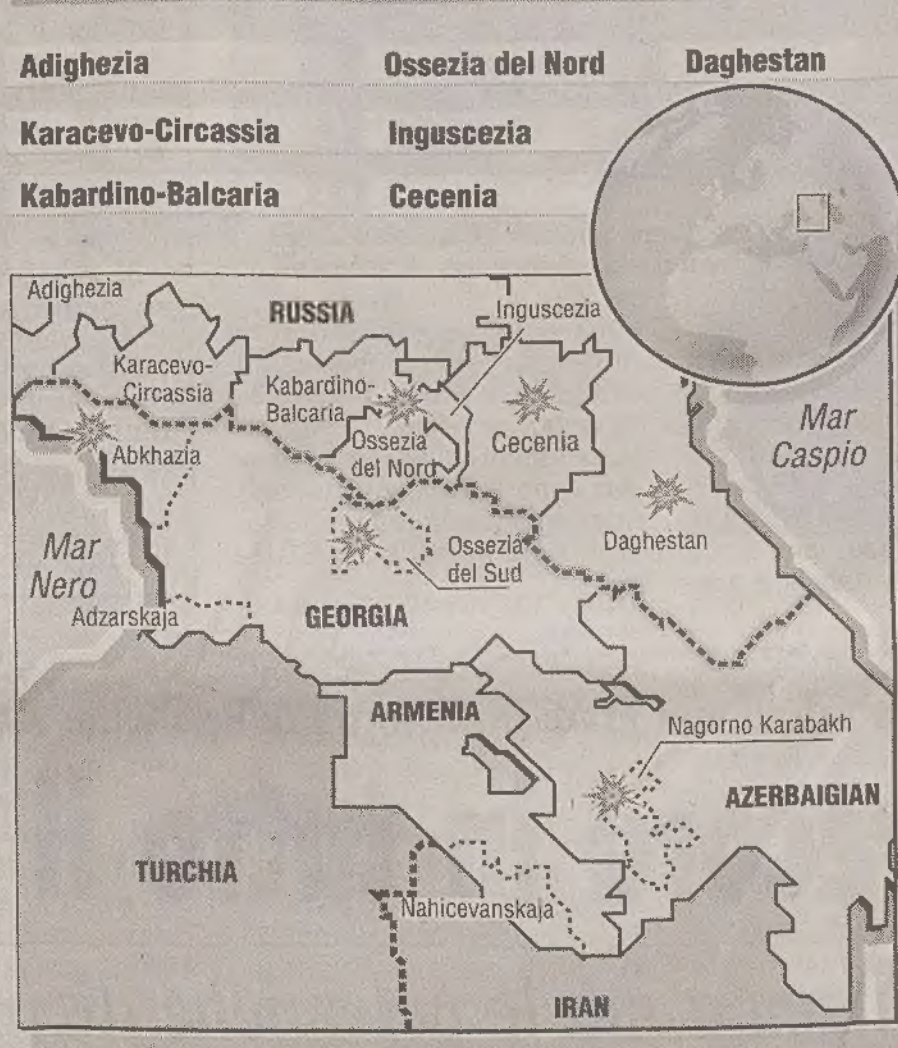 Adighezia
Ossezia del Nord
Daghestan
Karacevo-Circassia
Inguscezia
Kabardino-Balcaria
Cecenia
Adighezia
RUSSIA
Inguscezia
Karacevo-
Circassia
Kabardino-
Balcaria
Mar
Caspio
Abkhazia
Ossezia
del Nord
Cecenia
Mar
Nero
Ossezia
del Sud
Daghestan
Adzarskaja
GEORGIA
ARMENIA
Nagorno Karabakh
AZERBAIGIAN
TURCHIA
Nahicevanskaja
IRAN